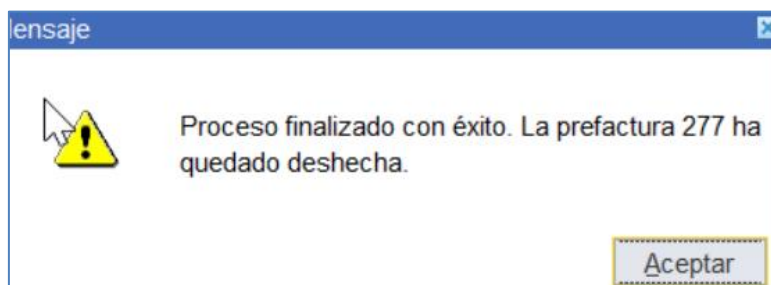 lensaje
Proceso finalizado con éxito. La prefactura 277 ha
quedado deshecha.
Aceptar